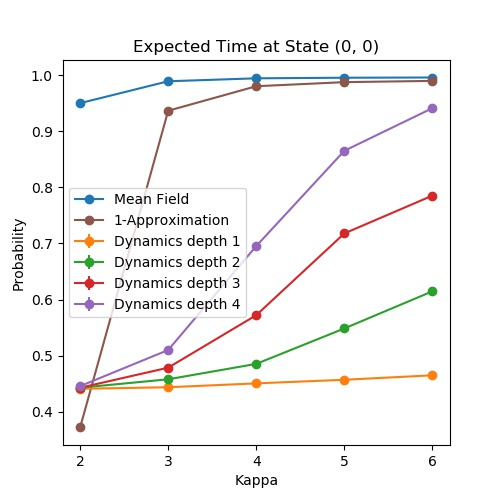 Expected Time at State (0, 0)
Probability
1.0
0.9
0.8
0.7
0.6
0.5
0.4
Mean Field
1-Approximation
Dynamics depth 1
Dynamics depth 2
Dynamics depth 3
Dynamics depth 4
2 3 4 5 6
Kappa